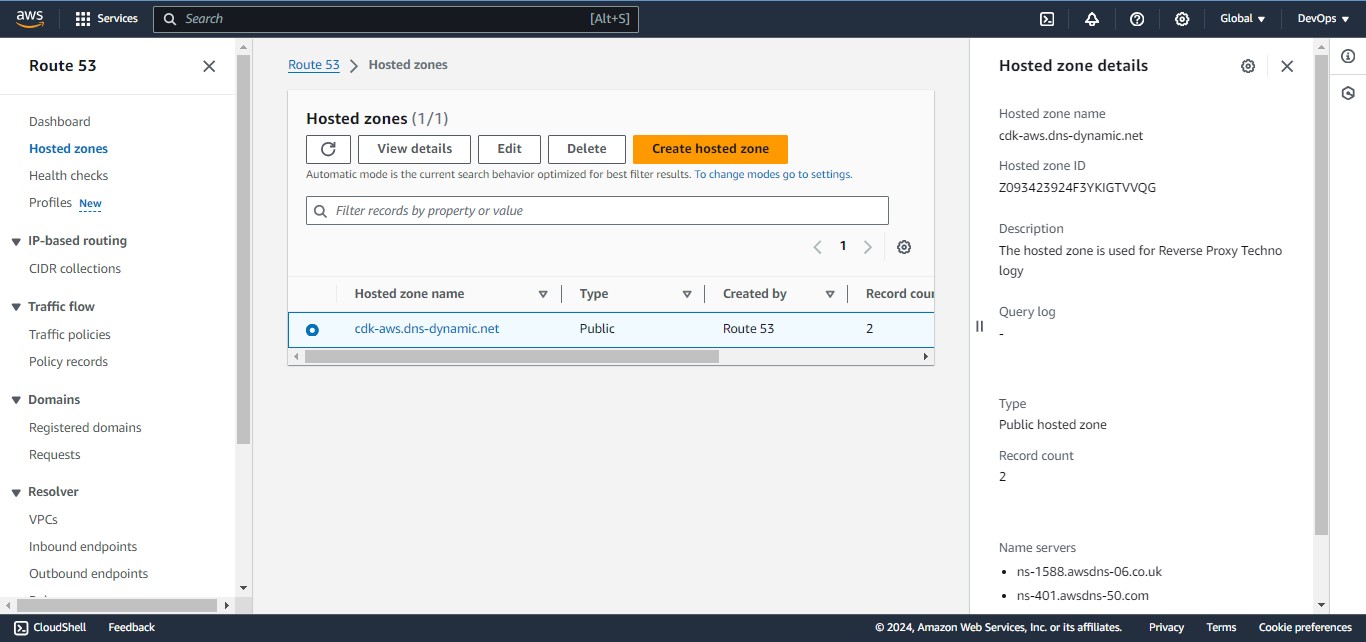 aws
Services
Search
[Alt+S]
Global
DevOps
Route 53
Dashboard
Hosted zones
Health checks
Profiles New
IP-based routing
CIDR collections
Traffic flow
Traffic policies
Policy records
Domains
Registered domains
Requests
Resolver
VPCs
Inbound endpoints
Outbound endpoints
Route 53 > Hosted zones
Hosted zones (1/1)
View details
Edit
Delete
Create hosted zone
Automatic mode is the current search behavior optimized for best filter results. To change modes go to settings.
Filter records by property or value
1
Hosted zone name
Type
Created by
Record cou
cdk-aws.dns-dynamic.net
Public
Route 53
2
Hosted zone details
Hosted zone name
cdk-aws.dns-dynamic.net
Hosted zone ID
Z093423924F3YKIGTVVQG
Description
The hosted zone is used for Reverse Proxy Techno
logy
Query log
-
Type
Public hosted zone
Record count
2
Name servers
• ns-1588.awsdns-06.co.uk
• ns-401.awsdns-50.com
CloudShell
Feedback
© 2024, Amazon Web Services, Inc. or its affiliates.
Privacy
Terms
Cookie preferences